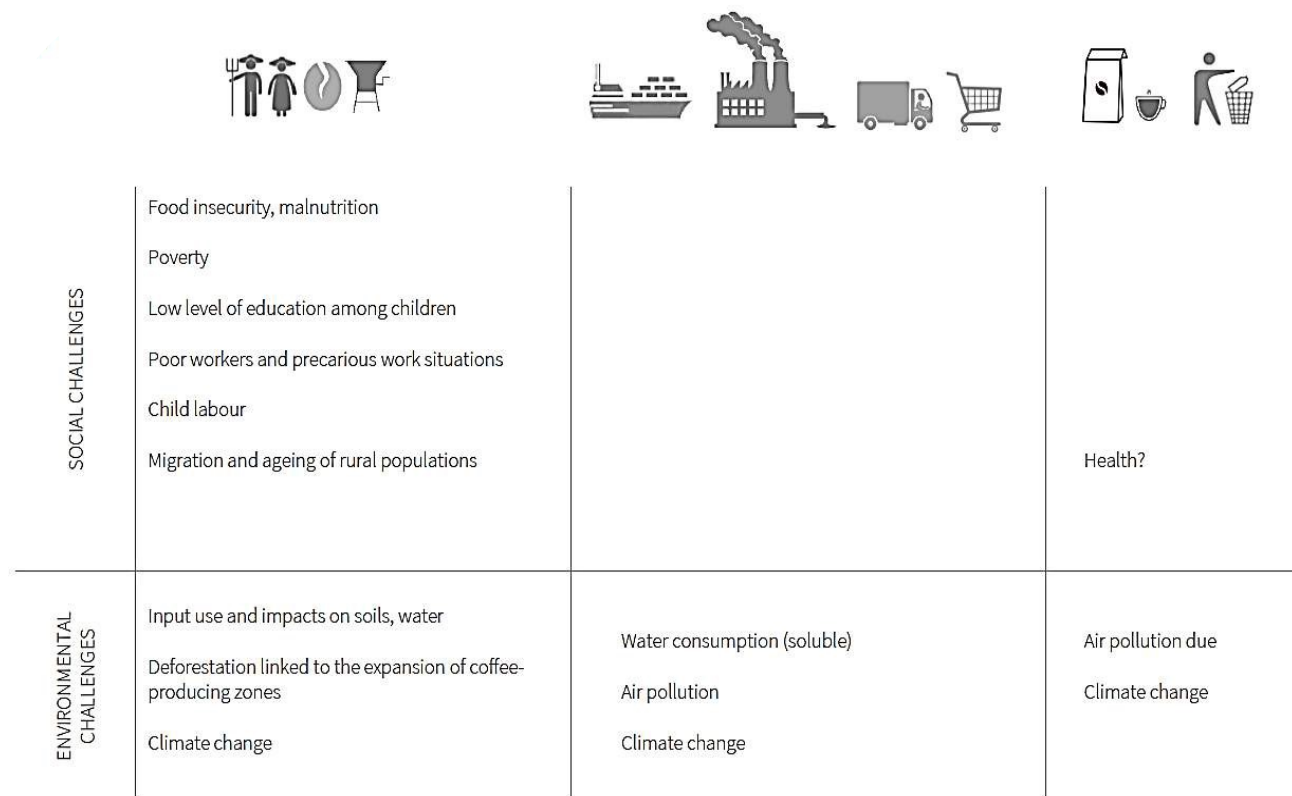 SOCIAL CHALLENGES
Food insecurity, malnutrition
Poverty
Low level of education among children
Poor workers and precarious work situations
Child labour
Migration and ageing of rural populations
Health?
ENVIRONMENTAL
CHALLENGES
Input use and impacts on soils, water
Deforestation linked to the expansion of coffee-
producing zones
Climate change
Water consumption (soluble)
Air pollution
Climate change
Air pollution due
Climate change